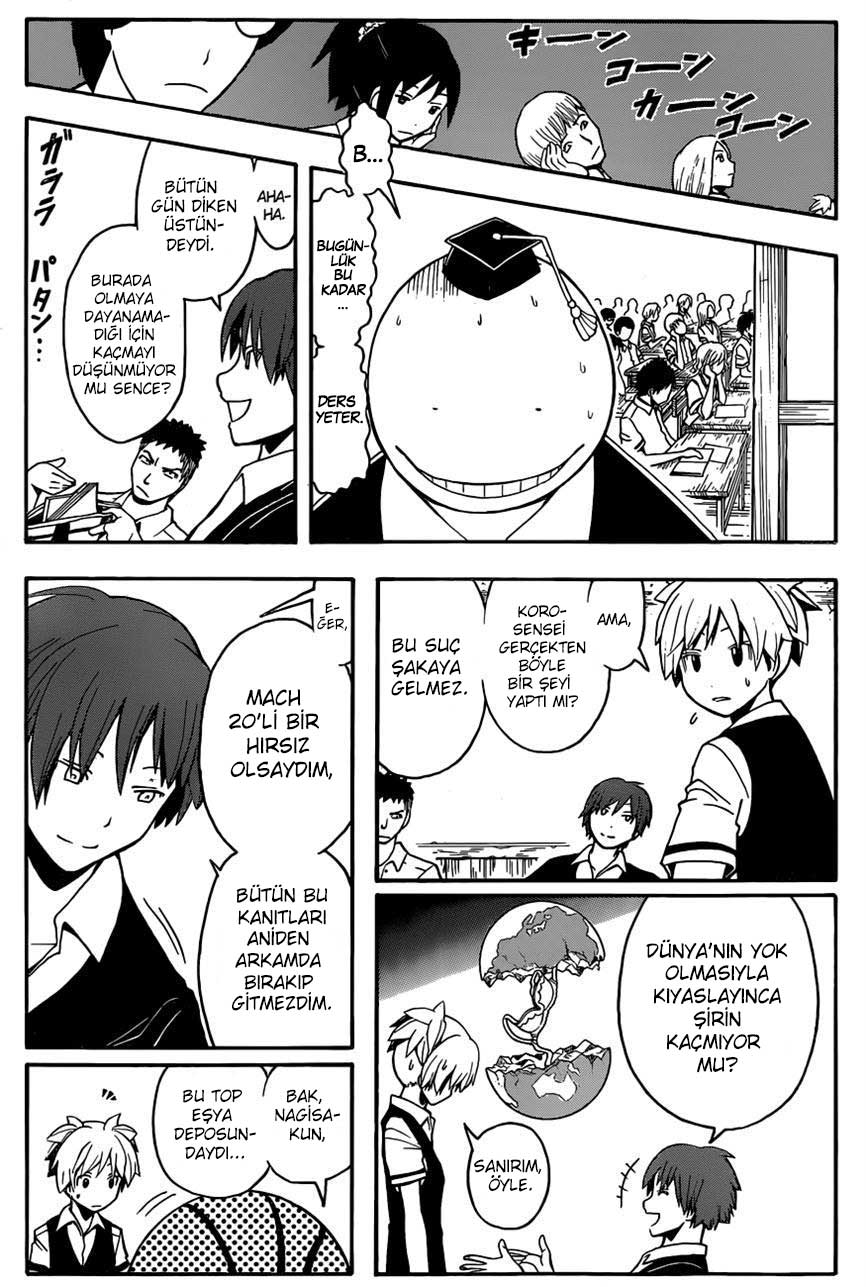 キーン
コーン
カーン
コーン
B...
BUGÜN-
LÜK
BU
KADAR
...
DERS
YETER.
AHA-
HA.
BÜTÜN
GÜN DİKEN
ÜSTÜN-
DEYDİ.
BURADA
OLMAYA
DAYANAMA-
DIĞI İÇİN
KAÇMAYI
DÜŞÜNMÜYOR
MU SENCE?
ガララ
パタン...
AMA,
KORO-
SENSEİ
GERÇEKTEN
BÖYLE
BİR ŞEYİ
YAPTI MI?
BU SUÇ
ŞAKAYA
GELMEZ.
DÜNYA'NIN YOK
OLMASIYLA
KIYASLAYINCA
ŞİRİN
KAÇMIYOR
MU?
SANIRIM,
ÖYLE.
E-
ĞER,
MACH
20'Lİ BİR
HIRSIZ
OLSAYDIM,
BÜTÜN BU
KANITLARI
ANİDEN
ARKAMDA
BIRAKIP
GİTMEZDİM.
BAK,
NAGİSA-
KUN,
BU TOP
EŞYA
DEPOSUN-
DAYDI...